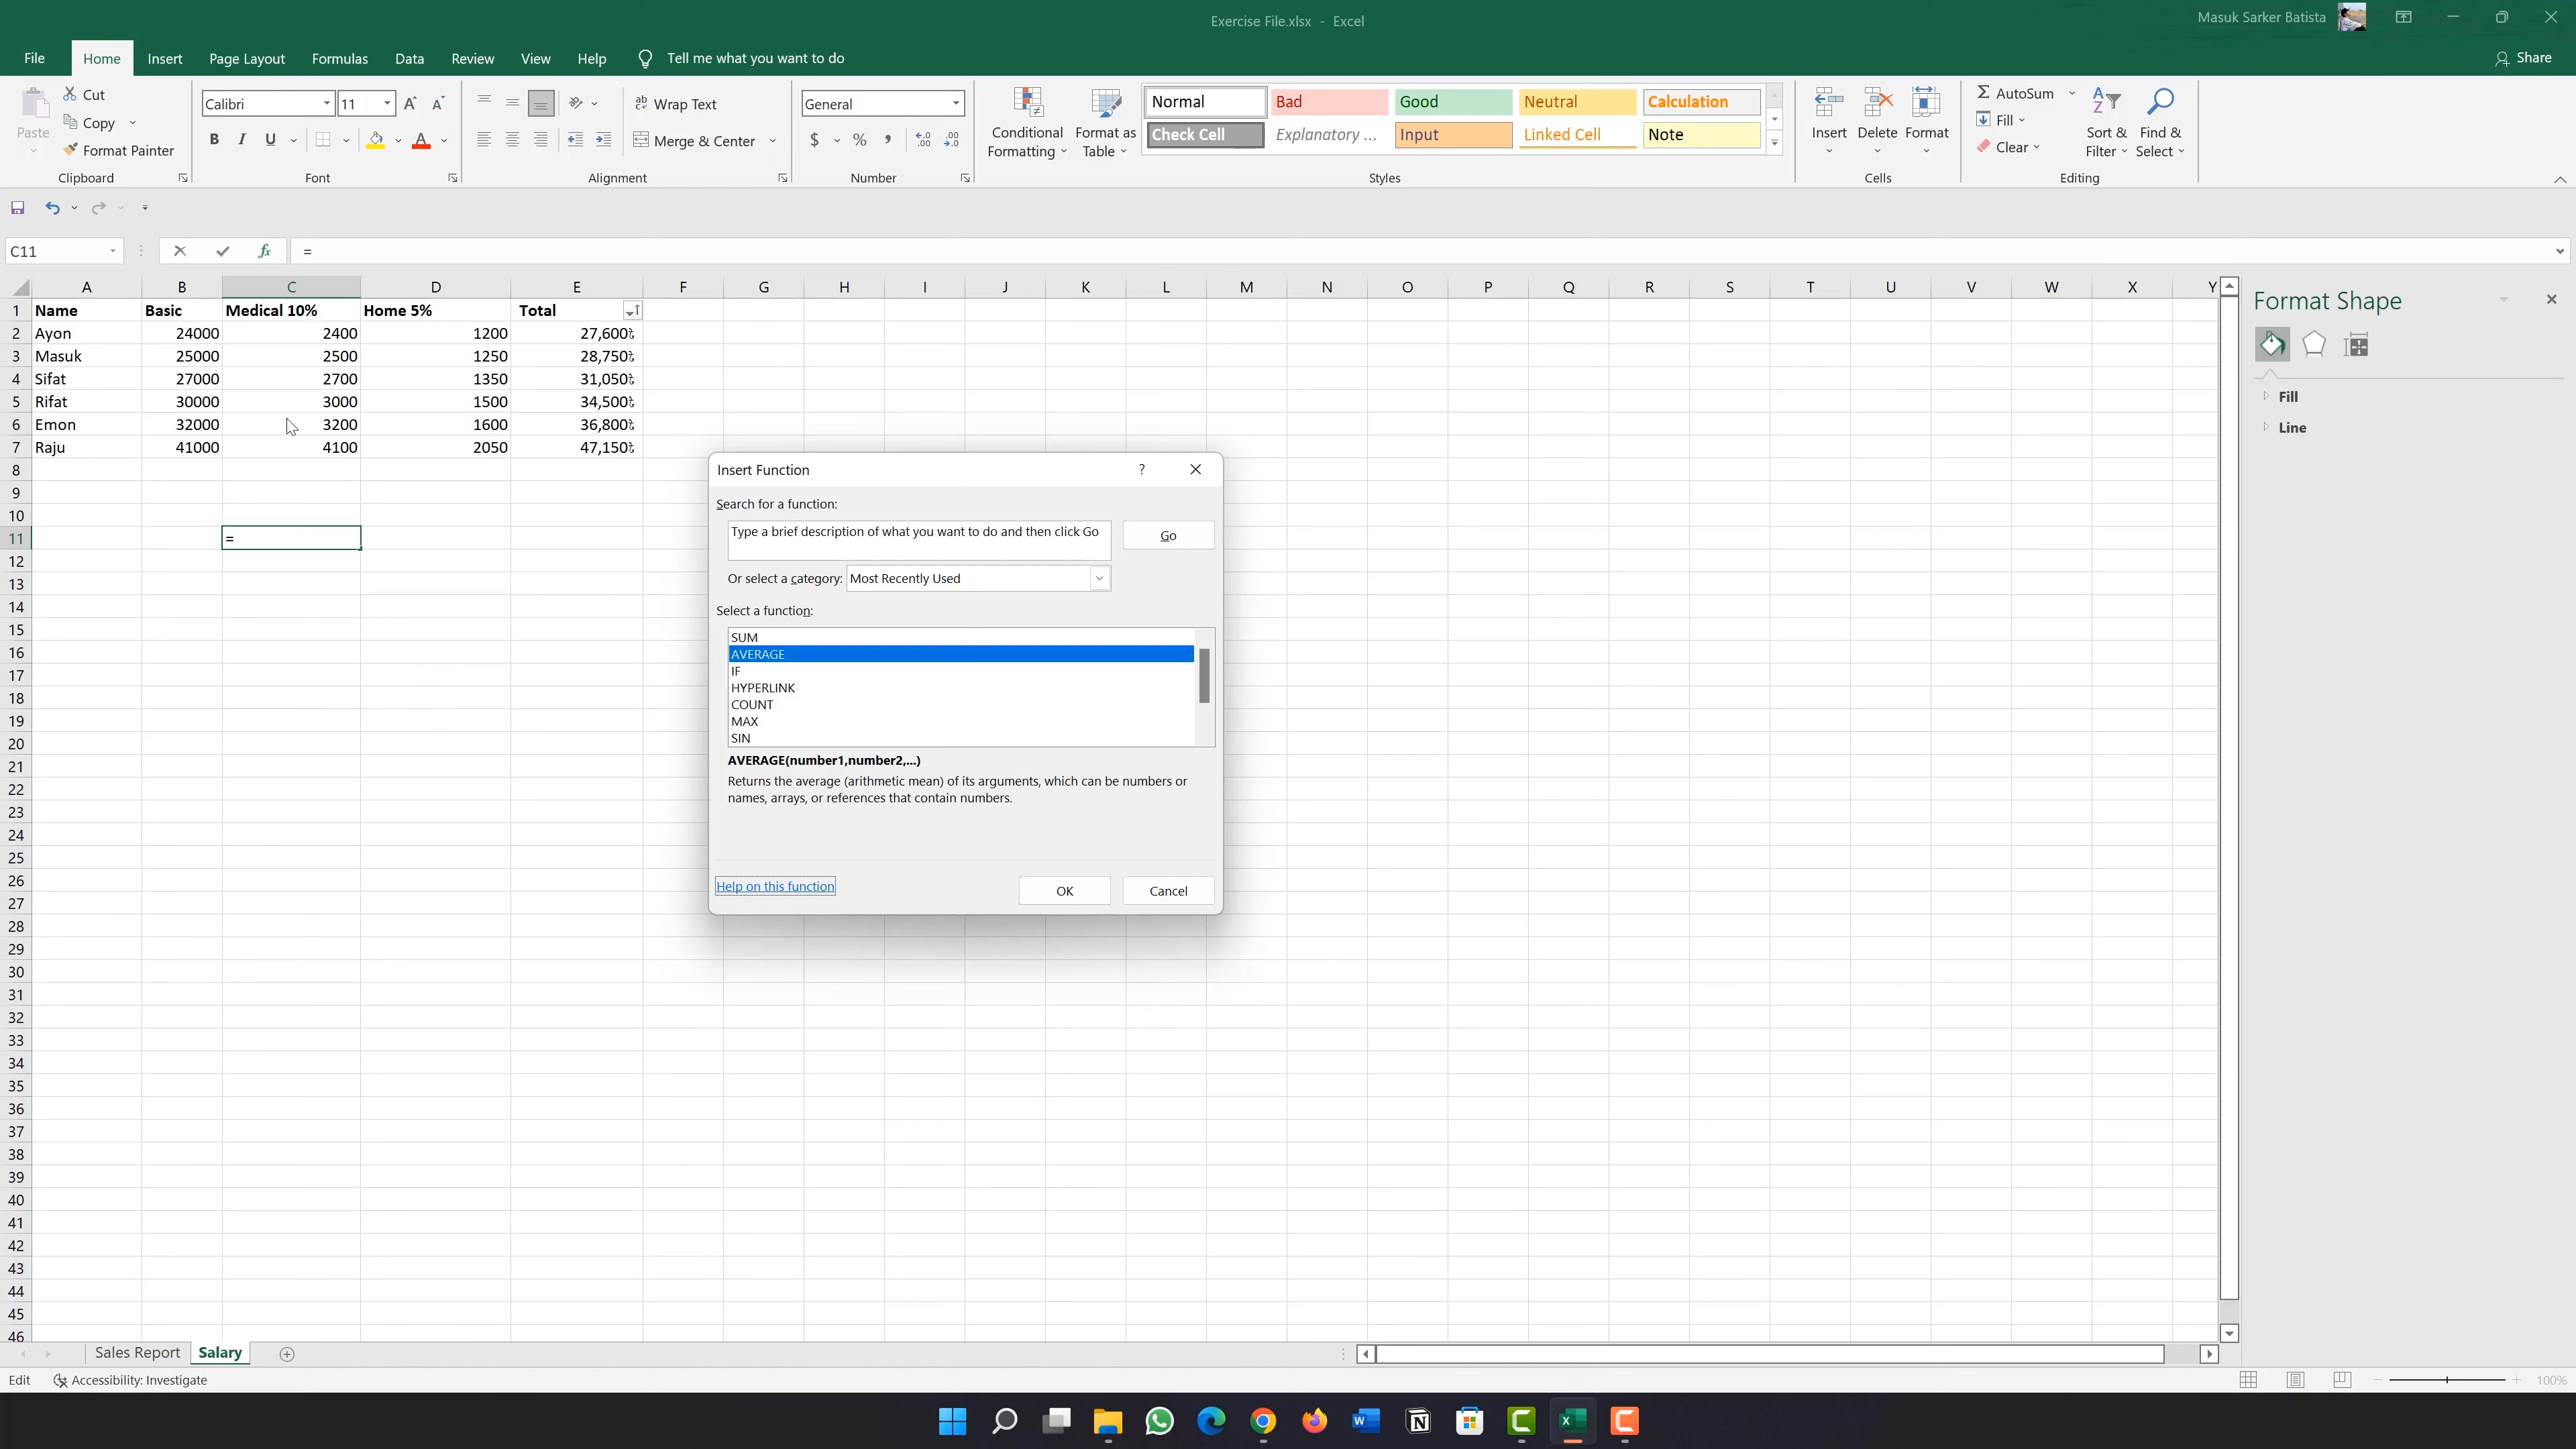 Exercise File.xlsx - Excel
Masuk Sarker Batista
File Home Insert Page Layout Formulas Data Review View Help Tell me what you want to do
Share
Paste
Cut
Copy
Format Painter
Clipboard
Calibri 11
B I U
Font
Wrap Text
Merge & Center
Alignment
General
$ % ,
Number
Conditional Formatting
Format as Table
Normal Bad Good Neutral Calculation
Check Cell Explanatory ... Input Linked Cell Note
Styles
Insert Delete Format
Cells
AutoSum
Fill
Clear
Sort & Filter
Find & Select
Editing
C11 fx =
A B C D E F G H I J K L M N O P Q R S T U V W X Y
1 Name Basic Medical 10% Home 5% Total
2 Ayon 24000 2400 1200 27,600৳
3 Masuk 25000 2500 1250 28,750৳
4 Sifat 27000 2700 1350 31,050৳
5 Rifat 30000 3000 1500 34,500৳
6 Emon 32000 3200 1600 36,800৳
7 Raju 41000 4100 2050 47,150৳
8
9
10
11 =
12
13
14
15
16
17
18
19
20
21
22
23
24
25
26
27
28
29
30
31
32
33
34
35
36
37
38
39
40
41
42
43
44
45
46
Insert Function ?
Search for a function:
Type a brief description of what you want to do and then click Go
Go
Or select a category: Most Recently Used
Select a function:
SUM
AVERAGE
IF
HYPERLINK
COUNT
MAX
SIN
AVERAGE(number1,number2,...)
Returns the average (arithmetic mean) of its arguments, which can be numbers or
names, arrays, or references that contain numbers.
Help on this function
OK
Cancel
Format Shape
Fill
Line
Sales Report Salary
Edit Accessibility: Investigate
100%